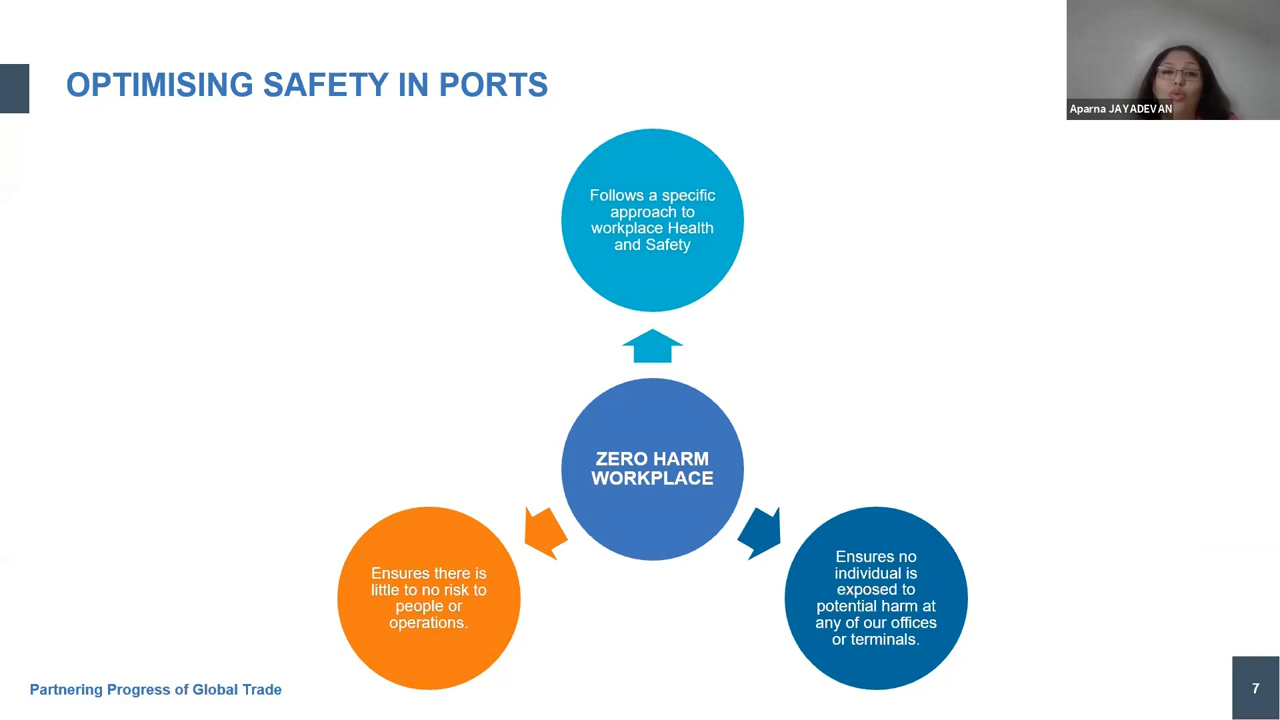 OPTIMISING SAFETY IN PORTS
Aparna JAYADEVAN
Follows a specific
approach to
workplace Health
and Safety
ZERO HARM
WORKPLACE
Ensures there is
little to no risk to
people or
operations.
Ensures no
individual is
exposed to
potential harm at
any of our offices
or terminals.
Partnering Progress of Global Trade
7